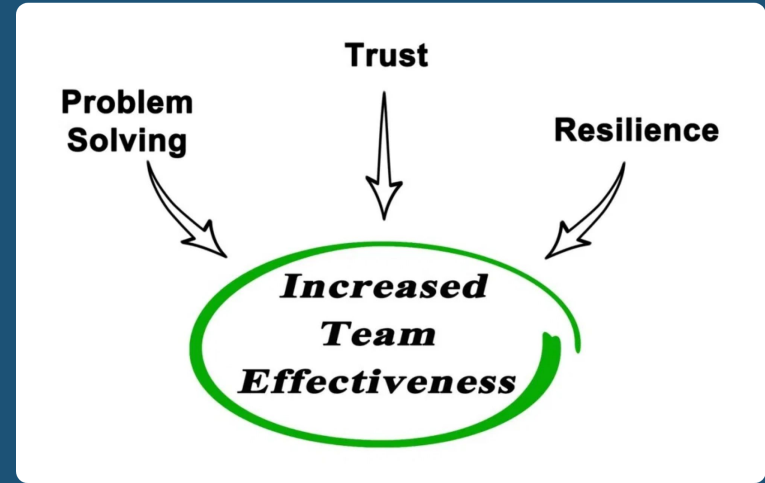 Trust
Problem
Solving
Resilience
Increased
Team
Effectiveness